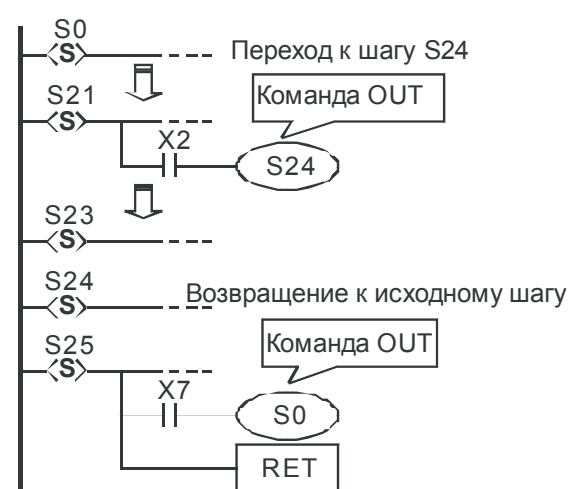 S0
S Переход к шагу S24
S21
S Команда OUT
X2
S24
S23
S
S24
S Возвращение к исходному шагу
S25
S Команда OUT
X7
S0
RET